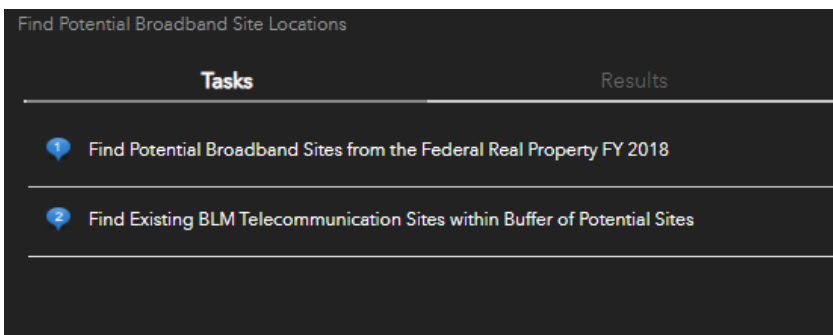 Find Potential Broadband Site Locations
Tasks Results
1 Find Potential Broadband Sites from the Federal Real Property FY 2018
2 Find Existing BLM Telecommunication Sites within Buffer of Potential Sites